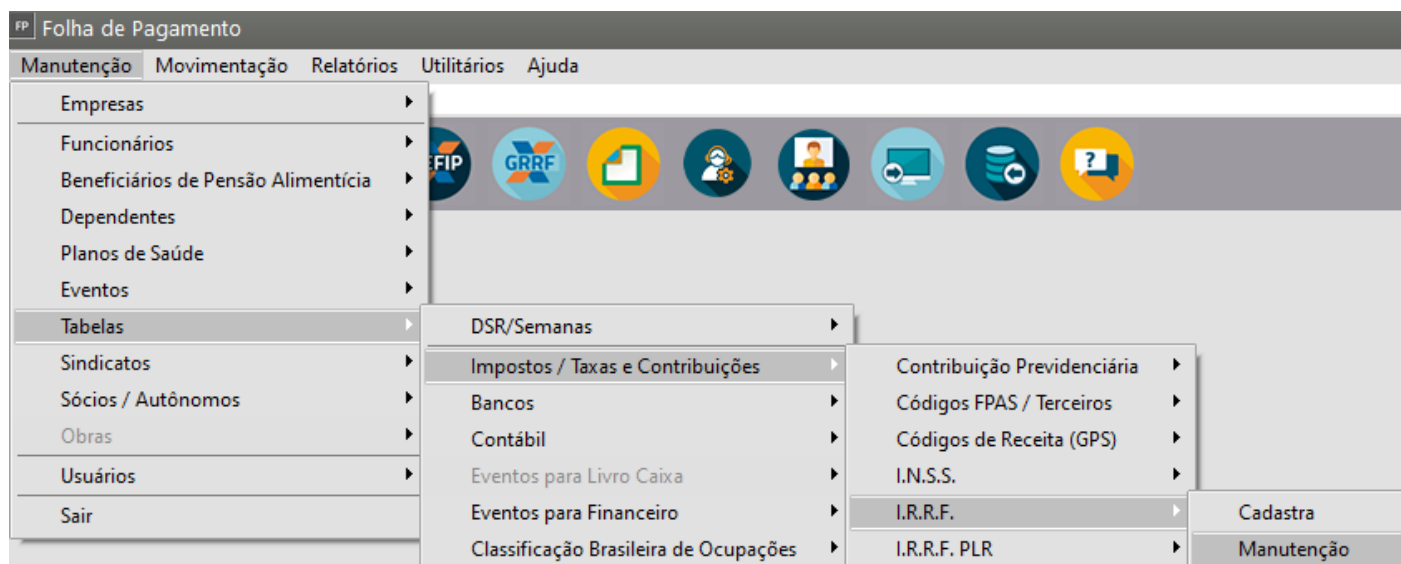 FP Folha de Pagamento
Manutenção Movimentação Relatórios Utilitários Ajuda
Empresas
Funcionários
Beneficiários de Pensão Alimentícia
Dependentes
Planos de Saúde
Eventos
Tabelas
Sindicatos
Sócios / Autônomos
Obras
Usuários
Sair
EFIP
GRRF
?
DSR/Semanas
Impostos / Taxas e Contribuições
Bancos
Contábil
Eventos para Livro Caixa
Eventos para Financeiro
Classificação Brasileira de Ocupações
Contribuição Previdenciária
Códigos FPAS / Terceiros
Códigos de Receita (GPS)
I.N.S.S.
I.R.R.F.
I.R.R.F. PLR
Cadastra
Manutenção